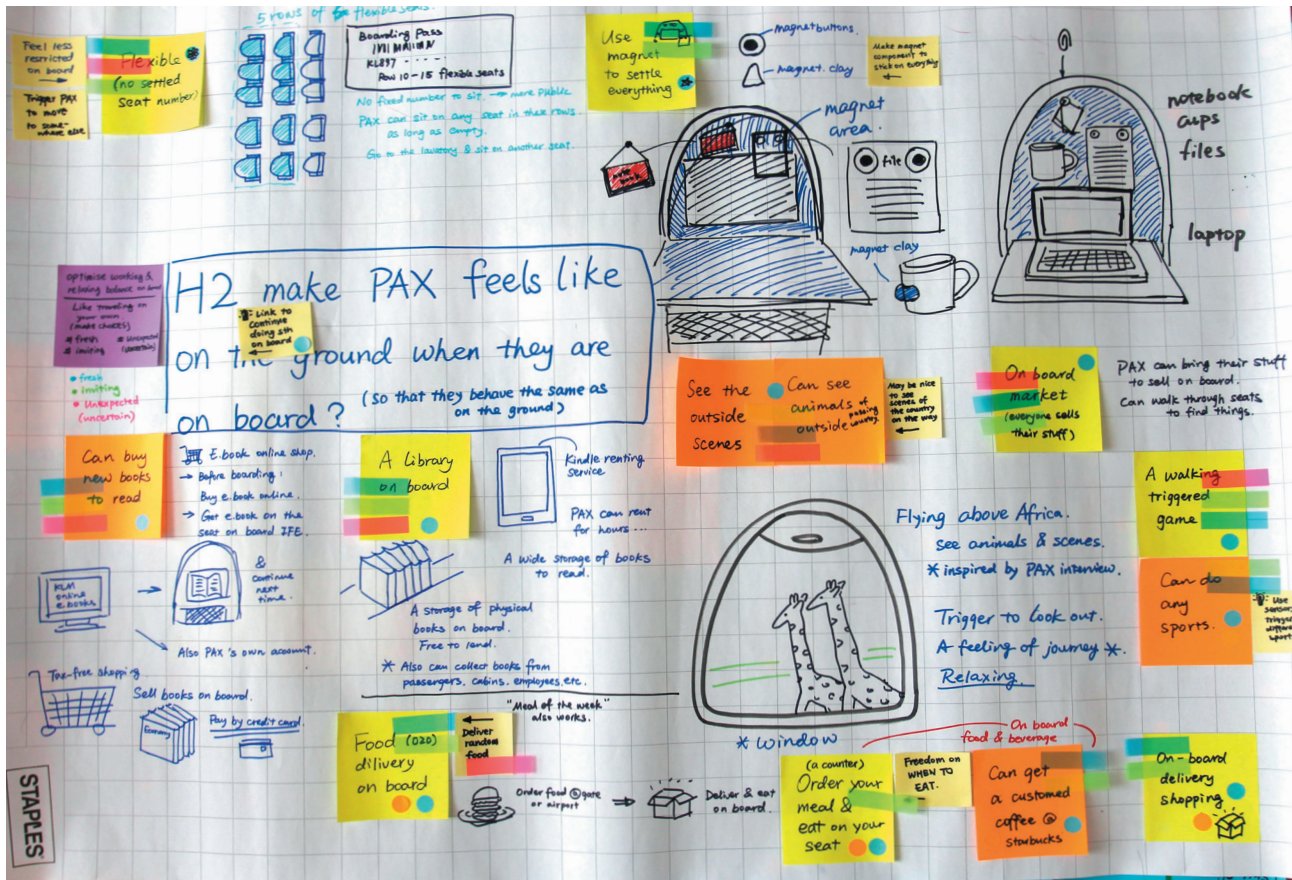 5 rows of flexible seats.
Feel less
restricted
on board
Trigger PAX
to move
to some-
where else.
Flexible
(no settled
seat number)
Boarding Pass
KL897
Row 10-15 flexible seats
No fixed number to sit. → more public
PAX can sit on any seat in these rows.
as long as empty.
Go to the lavatory & sit on another seat.
Use
magnet
to settle
everything
magnet buttons.
magnet. clay
Make magnet
component to
stick on everything
magnet
area.
file
magnet clay
notebook
cups
files
laptop
optimise working &
relaxing balance on board
Like traveling on
your own
(make choices)
# fresh # Unexpected
# inviting (Uncertain)
• fresh
• Inviting
• Unexpected
(uncertain)
H2 make PAX feels like
on the ground when they are
on board?
(so that they behave the same as
on the ground)
Link to
continue
doing sth
on board
See the
outside
scenes
Can see
animals of
passing
country.
outside
May be nice
to see
scenes of
the country
on the way
On board
market
(everyone sells
their stuff)
PAX can bring their stuff
to sell on board.
Can walk through seats
to find things.
Can buy
new books
to read
E.book online shop.
→ Before boarding:
Buy e.book online.
→ Get e.book on the
seat on board IFE.
KLM
online
e.books
&
continue
next
time.
Also PAX's own account.
Tax-free shopping
Sell books on board.
Economy
Pay by credit card.
A Library
on board
Kindle renting
service
PAX can rent
for hours...
A wide storage of books
to read.
A storage of physical
books on board.
Free to lend.
* Also can collect books from
passengers, cabins, employees, etc.
"Meal of the week"
also works.
Food (O2O)
dilivery
on board
Deliver
random
food
Order food @ gate
or airport
Deliver & eat
on board.
* window
Flying above Africa.
see animals & scenes.
* inspired by PAX interview.
Trigger to look out.
A feeling of journey *.
Relaxing.
A walking
triggered
game
Can do
any
sports.
: Use
On board
food & beverage
(a counter)
Order your
meal &
eat on your
seat
Freedom on
WHEN TO
EAT.
Can get
a customed
coffee @
Starbucks
On-board
delivery
shopping
STAPLES